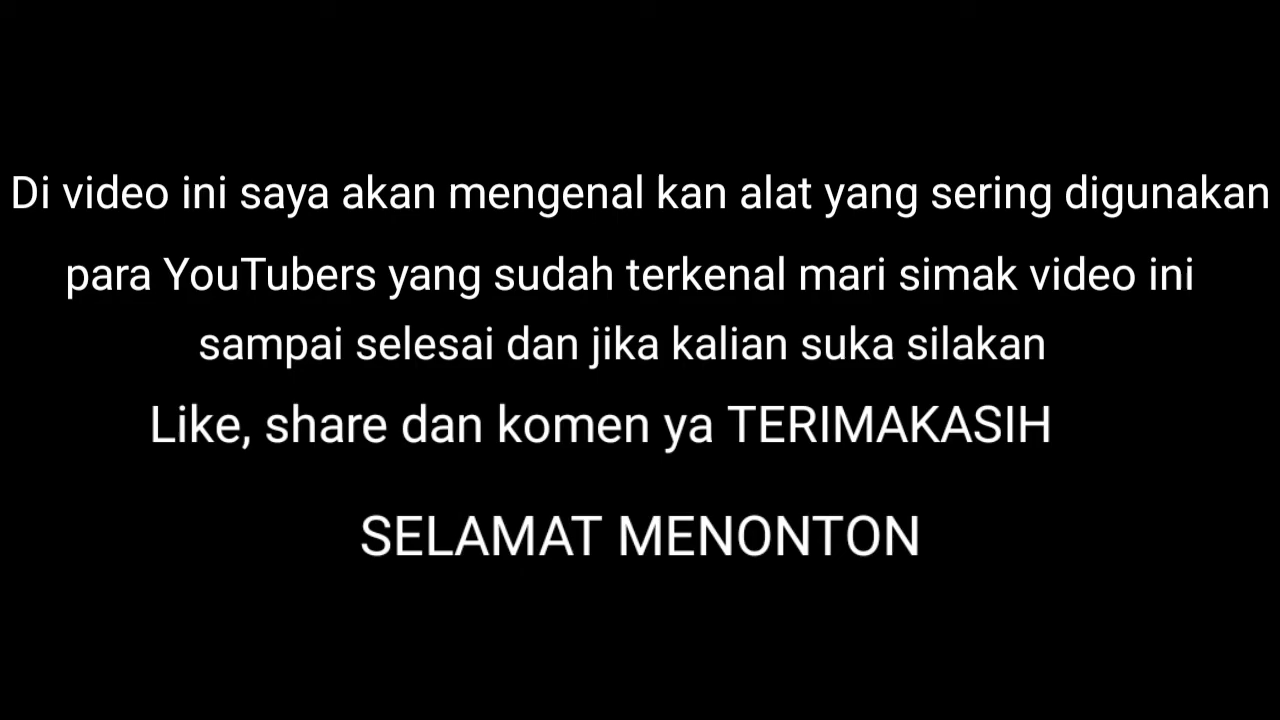 Di video ini saya akan mengenal kan alat yang sering digunakan
para YouTubers yang sudah terkenal mari simak video ini
sampai selesai dan jika kalian suka silakan
Like, share dan komen ya TERIMAKASIH
SELAMAT MENONTON